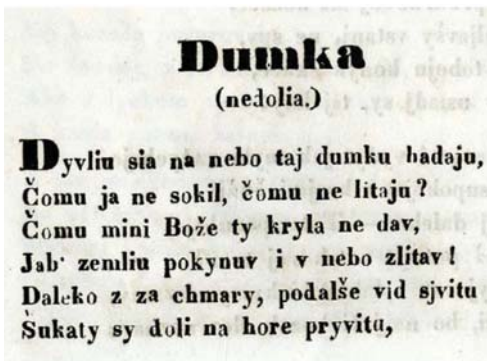 Dumka
(nedolia.)
Dyvliu sia na nebo taj dumku hadaju,
Čomu ja ne sokil, čomu ne litaju?
Čomu mini Bože ty kryla ne dav,
Jab' zemliu pokynuv i v nebo zlitav!
Daleko z za chmary, podalše vid sjvitu
Šukaty sy doli na hore pryvitu,